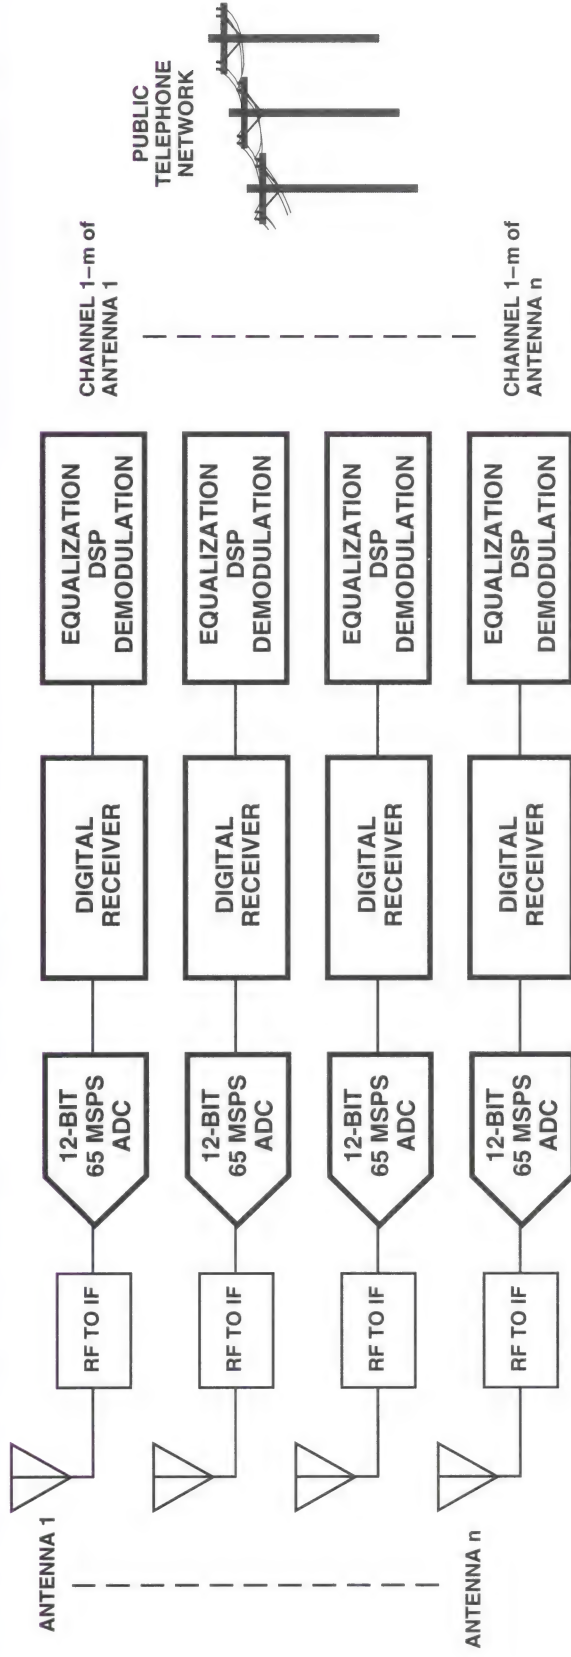 ANTENNA 1
RF TO IF
12-BIT
65 MSPS
ADC
DIGITAL
RECEIVER
EQUALIZATION
DSP
DEMODULATION
CHANNEL 1–m of
ANTENNA 1
RF TO IF
12-BIT
65 MSPS
ADC
DIGITAL
RECEIVER
EQUALIZATION
DSP
DEMODULATION
RF TO IF
12-BIT
65 MSPS
ADC
DIGITAL
RECEIVER
EQUALIZATION
DSP
DEMODULATION
ANTENNA n
RF TO IF
12-BIT
65 MSPS
ADC
DIGITAL
RECEIVER
EQUALIZATION
DSP
DEMODULATION
CHANNEL 1–m of
ANTENNA n
PUBLIC
TELEPHONE
NETWORK